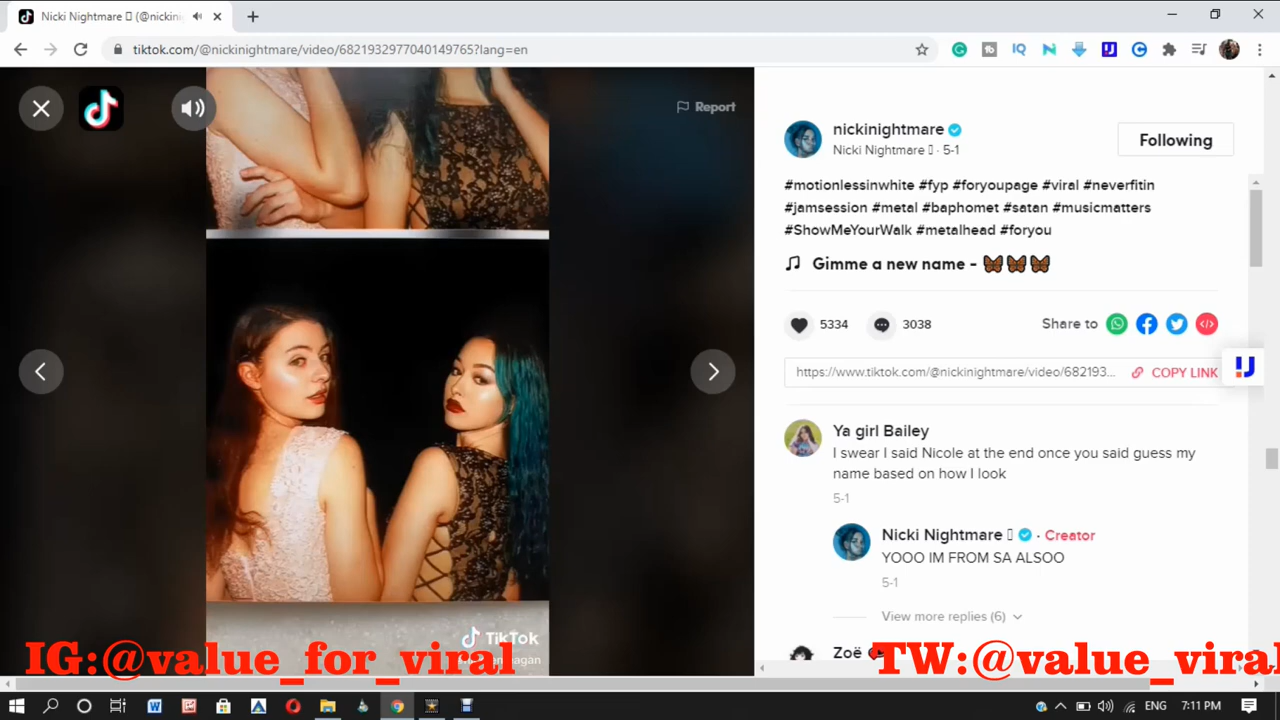 Nicki Nightmare 𥉉 (@nickini
tiktok.com/@nickinightmare/video/6821932977040149765?lang=en
Report
nickinightmare
Following
Nicki Nightmare · 5-1
#motionlessinwhite #fyp #foryoupage #viral #neverfitin
#jamsession #metal #baphomet #satan #musicmatters
#ShowMeYourWalk #metalhead #foryou
Gimme a new name - 🦋🦋🦋
5334
3038
Share to
https://www.tiktok.com/@nickinightmare/video/682193...
COPY LINK
Ya girl Bailey
I swear I said Nicole at the end once you said guess my
name based on how I look
5-1
Nicki Nightmare · Creator
YOOO IM FROM SA ALSOO
5-1
View more replies (6)
Zoë
TikTok
IG:@value_for_viral
TW:@value_viral
ENG
7:11 PM